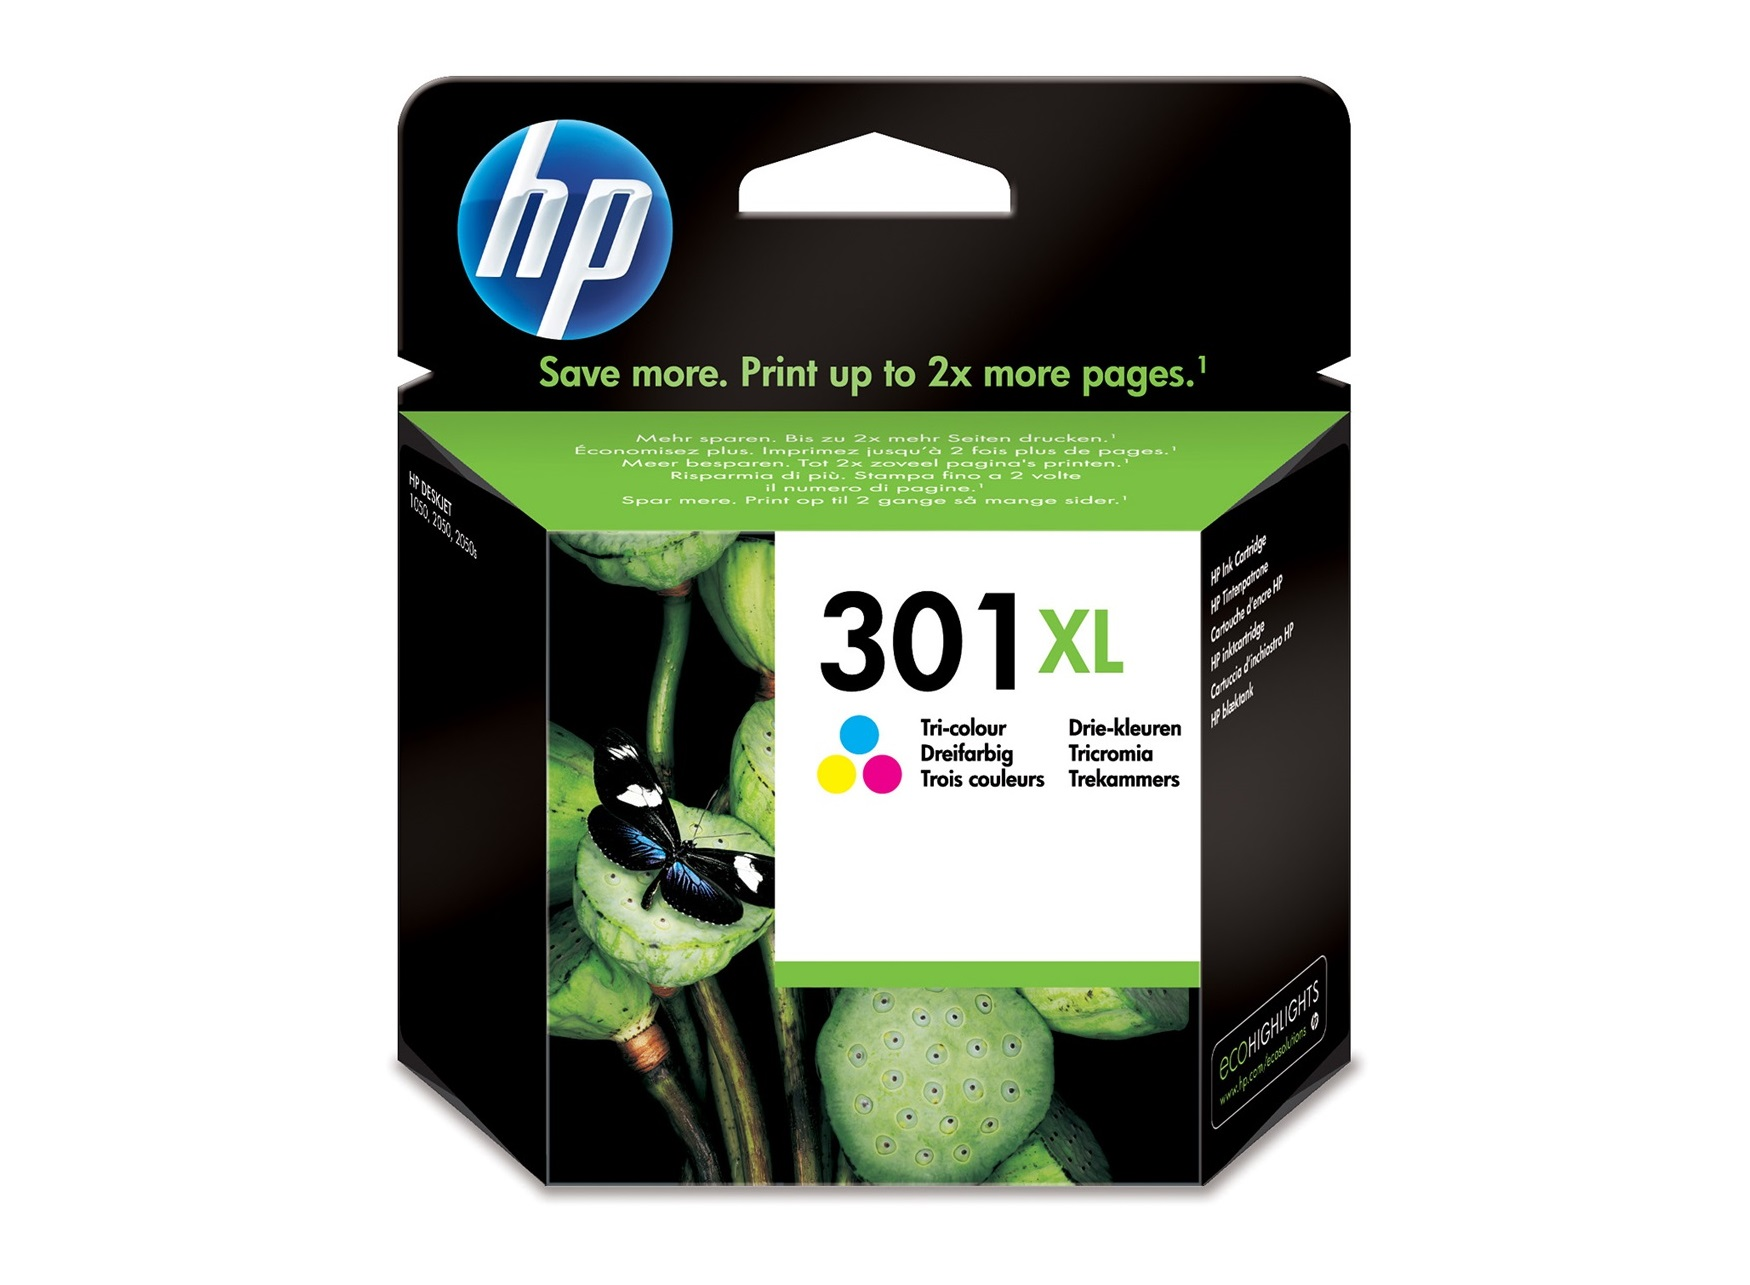 hp
Save more. Print up to 2x more pages.¹
Mehr sparen. Bis zu 2x mehr Seiten drucken.¹
Économisez plus. Imprimez jusqu'à 2 fois plus de pages.¹
Meer besparen. Tot 2x zoveel pagina's printen.¹
Risparmia di più. Stampa fino a 2 volte
il numero di pagine.¹
Spar mere. Print op til 2 gange så mange sider.¹
HP DESKJET
1050, 2050, 2050s
301XL
Tri-colour
Dreifarbig
Trois couleurs
Drie-kleuren
Tricromia
Trekammers
HP Ink Cartridge
HP Tintenpatrone
Cartouche d'encre HP
HP inktcartridge
Cartuccia d'inchiostro HP
HP blæktank
ecoHIGHLIGHTS
www.hp.com/ecosolutions
hp